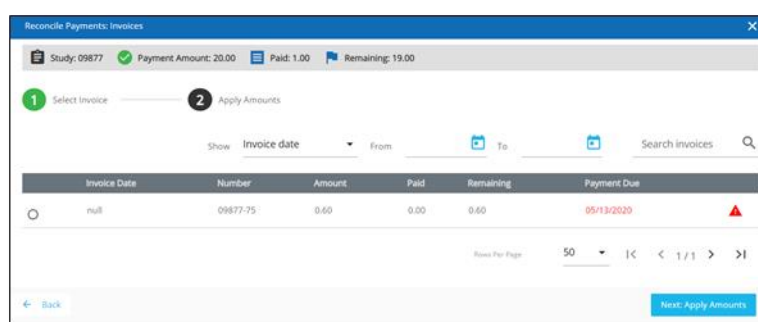 Reconcile Payments: Invoices
Study: 09877 Payment Amount: 20.00 Paid: 1.00 Remaining: 19.00
1 Select Invoice 2 Apply Amounts
Show Invoice date From To Search invoices
Invoice Date Number Amount Paid Remaining Payment Due
null 09877-75 0.60 0.00 0.60 05/13/2020
Rows Per Page 50 1 / 1
Back Next: Apply Amounts